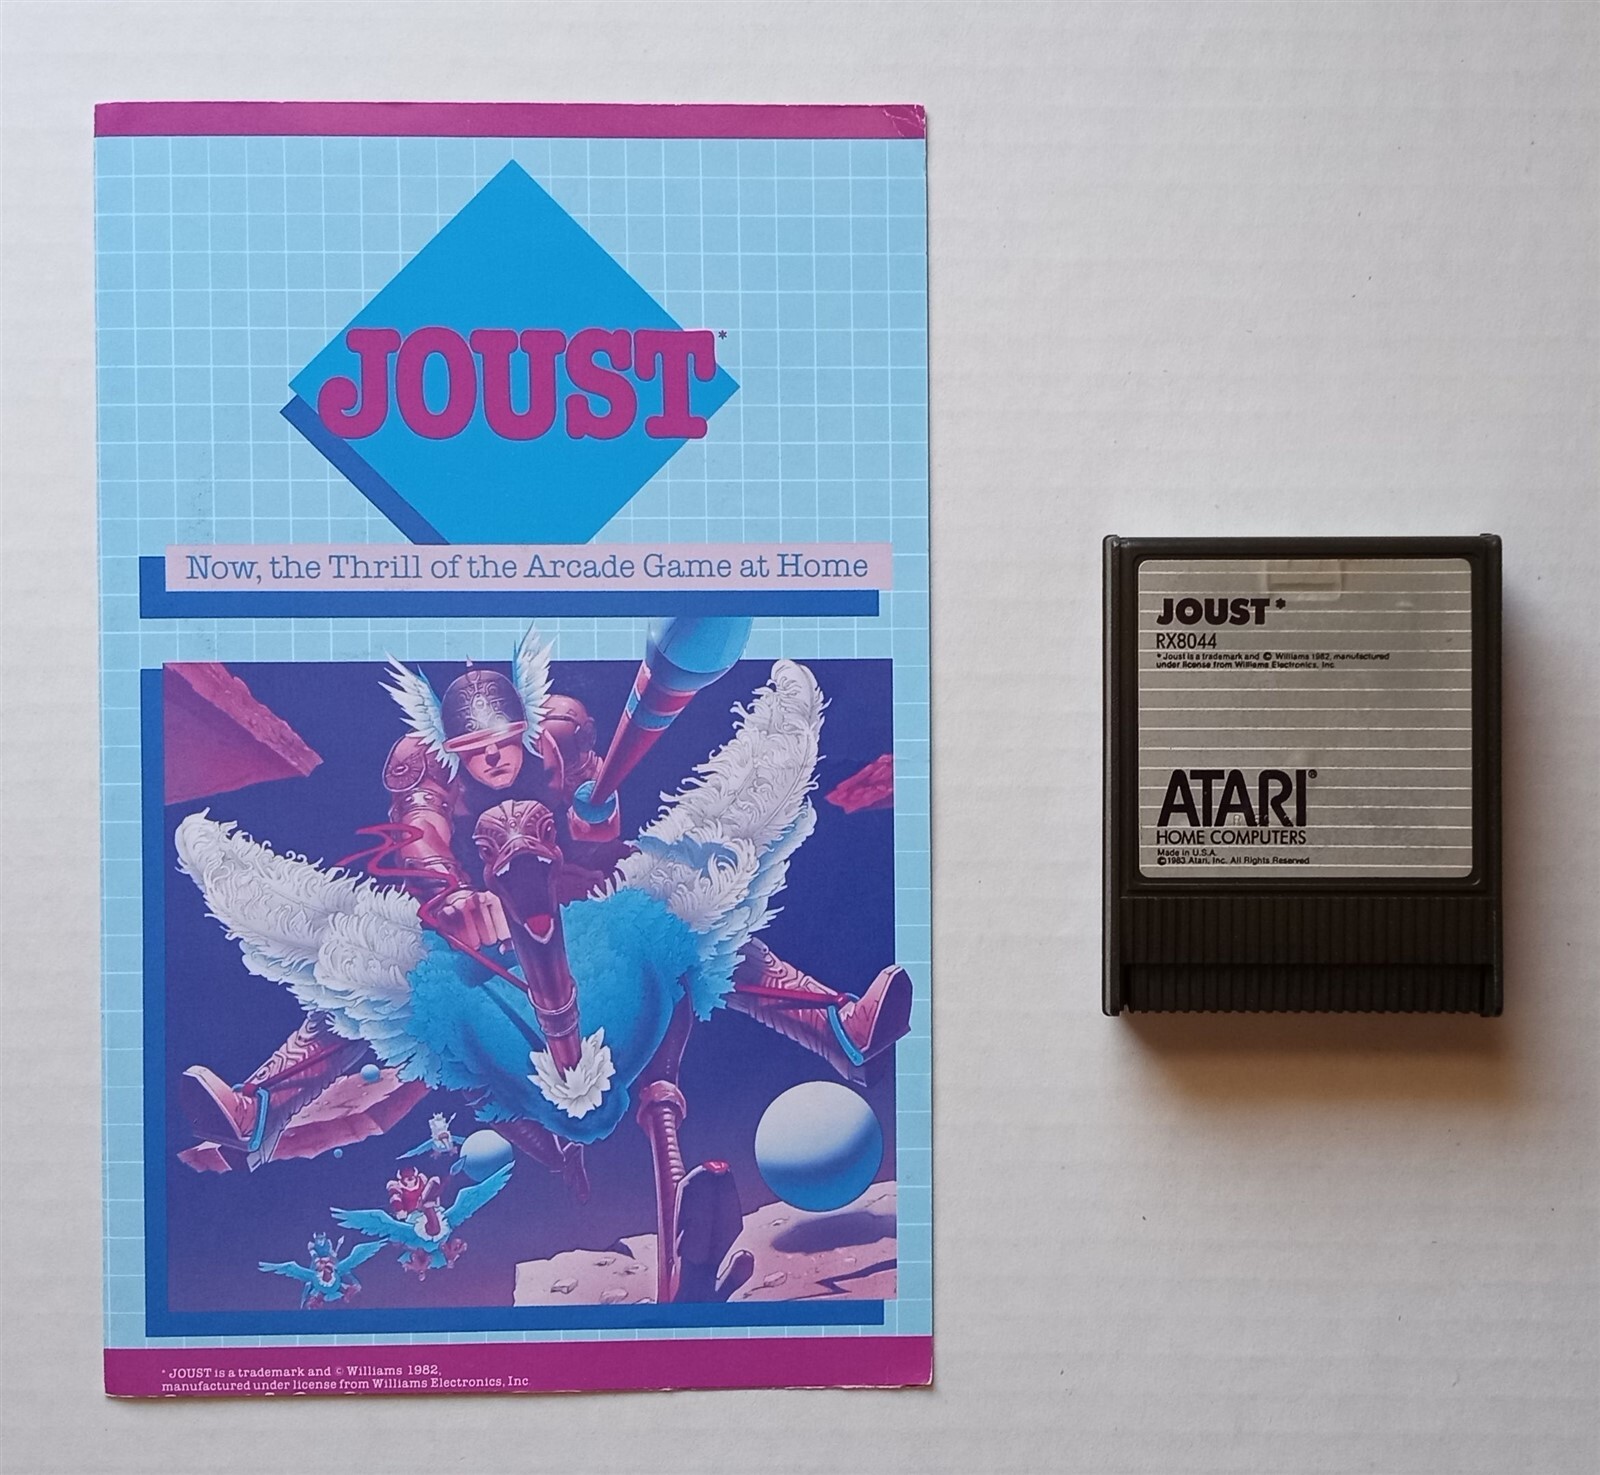 JOUST*
Now, the Thrill of the Arcade Game at Home
* JOUST is a trademark and © Williams 1982,
manufactured under license from Williams Electronics, Inc
JOUST*
RX8044
* Joust is a trademark and © Williams 1982, manufactured
under license from Williams Electronics, Inc.
ATARI®
HOME COMPUTERS
Made in U.S.A.
©1983 Atari, Inc. All Rights Reserved